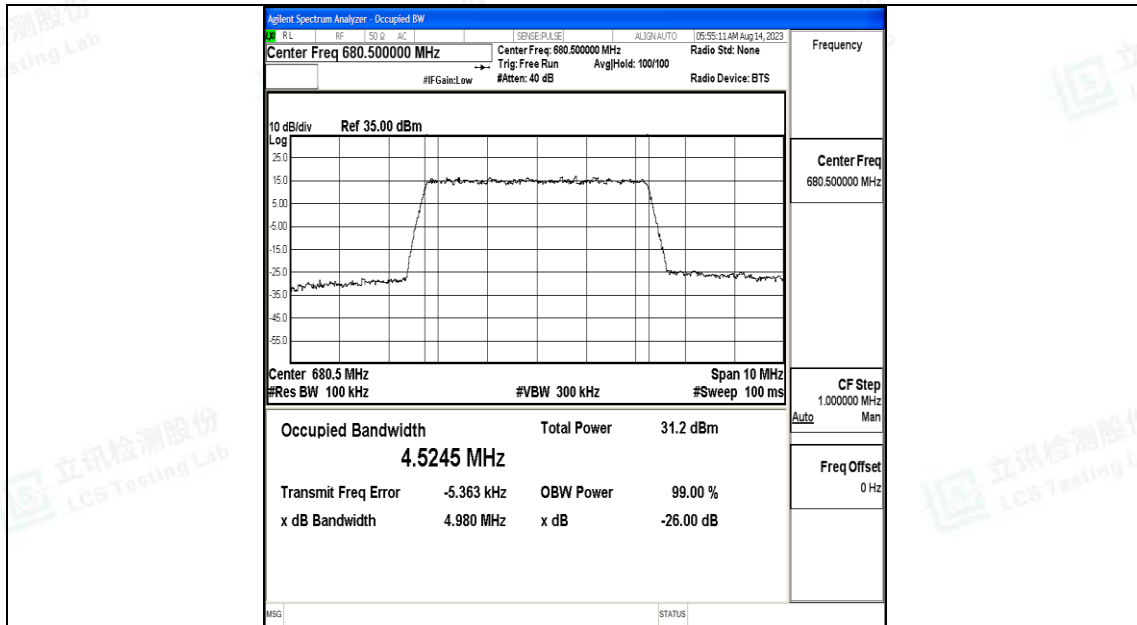 Agilent Spectrum Analyzer - Occupied BW
LXI RL RF 50 Ω AC SENSE:PULSE ALIGN AUTO 05:55:11 AM Aug 14, 2023
Center Freq 680.500000 MHz
Center Freq: 680.500000 MHz Radio Std: None
Trig: Free Run Avg|Hold: 100/100
#IFGain:Low #Atten: 40 dB Radio Device: BTS
Frequency
10 dB/div Ref 35.00 dBm
Log
25.0
15.0
5.00
-5.00
-15.0
-25.0
-35.0
-45.0
-55.0
Center 680.5 MHz Span 10 MHz
#Res BW 100 kHz #VBW 300 kHz #Sweep 100 ms
Occupied Bandwidth Total Power 31.2 dBm
4.5245 MHz
Transmit Freq Error -5.363 kHz OBW Power 99.00 %
x dB Bandwidth 4.980 MHz x dB -26.00 dB
Center Freq
680.500000 MHz
CF Step
1.000000 MHz
Auto Man
Freq Offset
0 Hz
MSG STATUS
立讯检测股份
LCS Testing Lab
立讯检测股份